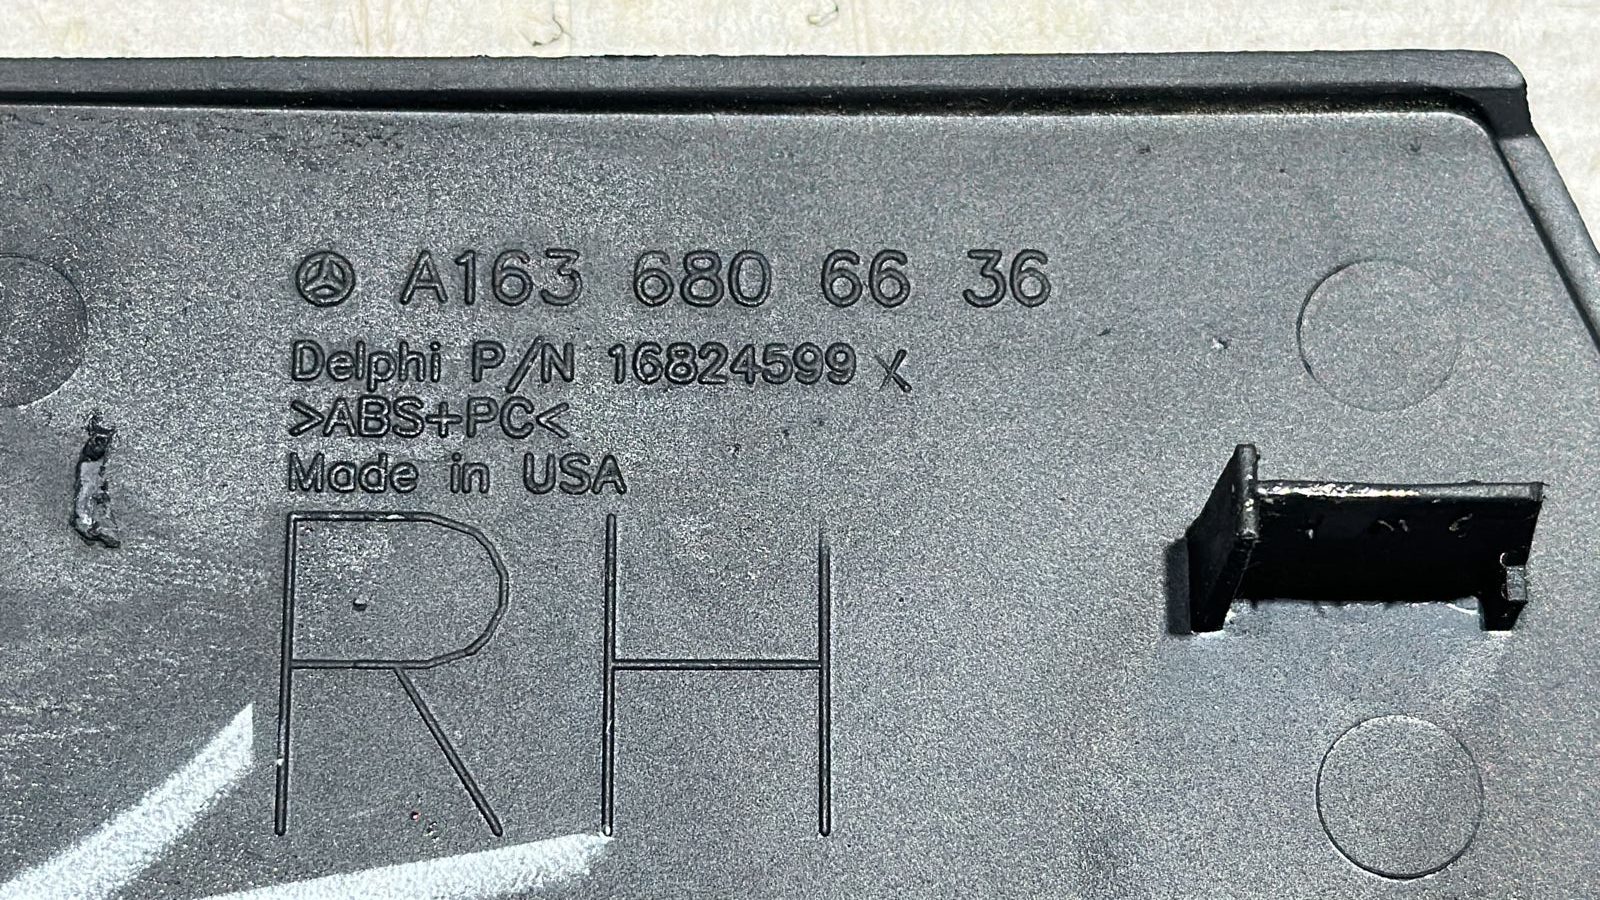 A163 680 66 36
Delphi P/N 16824599 X
>ABS+PC<
Made in USA
RH